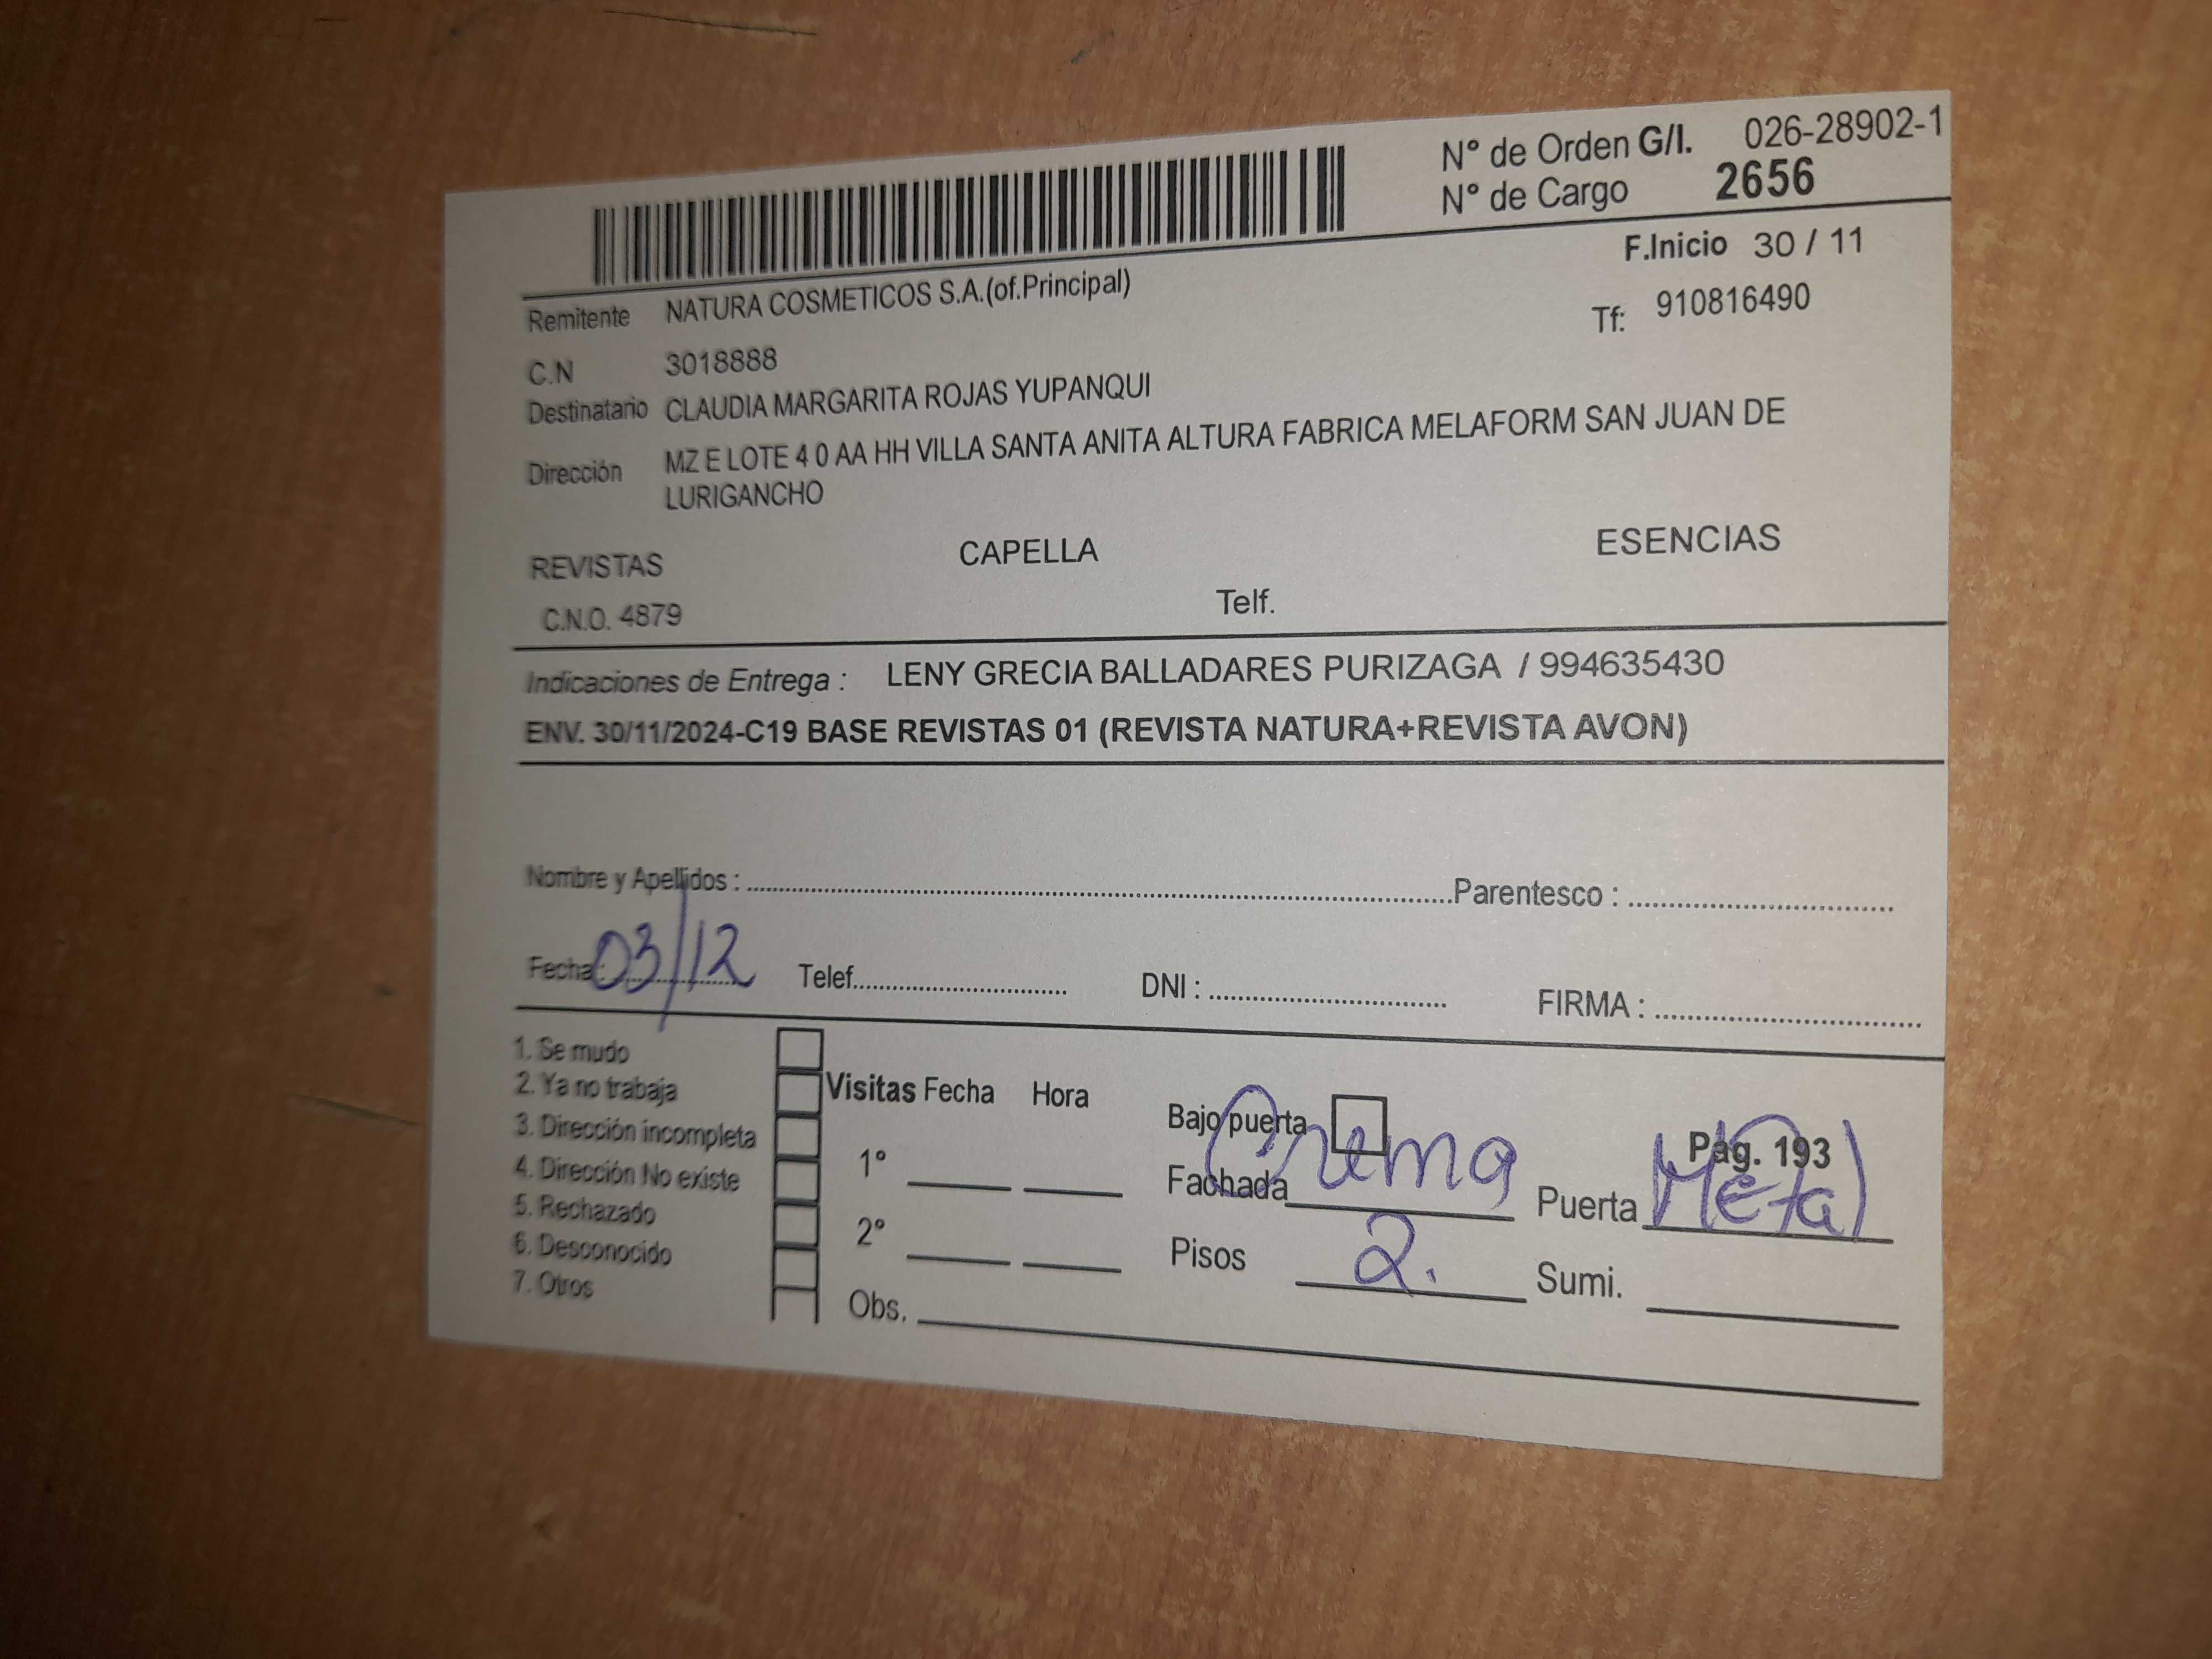 N° de Orden G/I. 026-28902-1
N° de Cargo 2656
F.Inicio 30 / 11
Remitente NATURA COSMETICOS S.A.(of.Principal)
Tf: 910816490
C.N 3018888
Destinatario CLAUDIA MARGARITA ROJAS YUPANQUI
Dirección MZ E LOTE 4 0 AA HH VILLA SANTA ANITA ALTURA FABRICA MELAFORM SAN JUAN DE
LURIGANCHO
REVISTAS CAPELLA ESENCIAS
C.N.O. 4879 Telf.
Indicaciones de Entrega : LENY GRECIA BALLADARES PURIZAGA / 994635430
ENV. 30/11/2024-C19 BASE REVISTAS 01 (REVISTA NATURA+REVISTA AVON)
Nombre y Apellidos : Parentesco :
Fecha: 03/12 Telef. DNI : FIRMA :
1. Se mudo
2. Ya no trabaja
3. Dirección incompleta
4. Dirección No existe
5. Rechazado
6. Desconocido
7. Otros
Visitas Fecha Hora
1°
2°
Obs.
Bajo puerta
Pág. 193
Fachada Crema Puerta Metal
Pisos 2. Sumi.